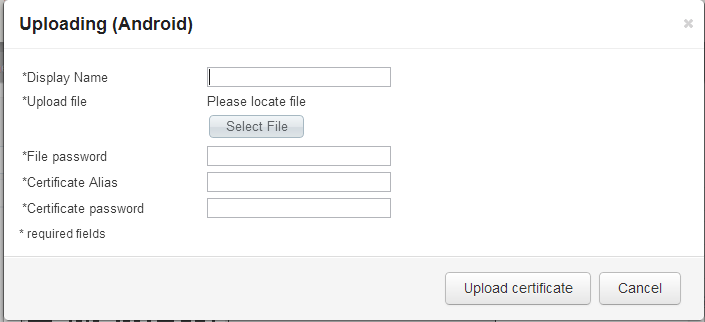 Uploading (Android)
×
*Display Name
*Upload file Please locate file
Select File
*File password
*Certificate Alias
*Certificate password
* required fields
Upload certificate Cancel